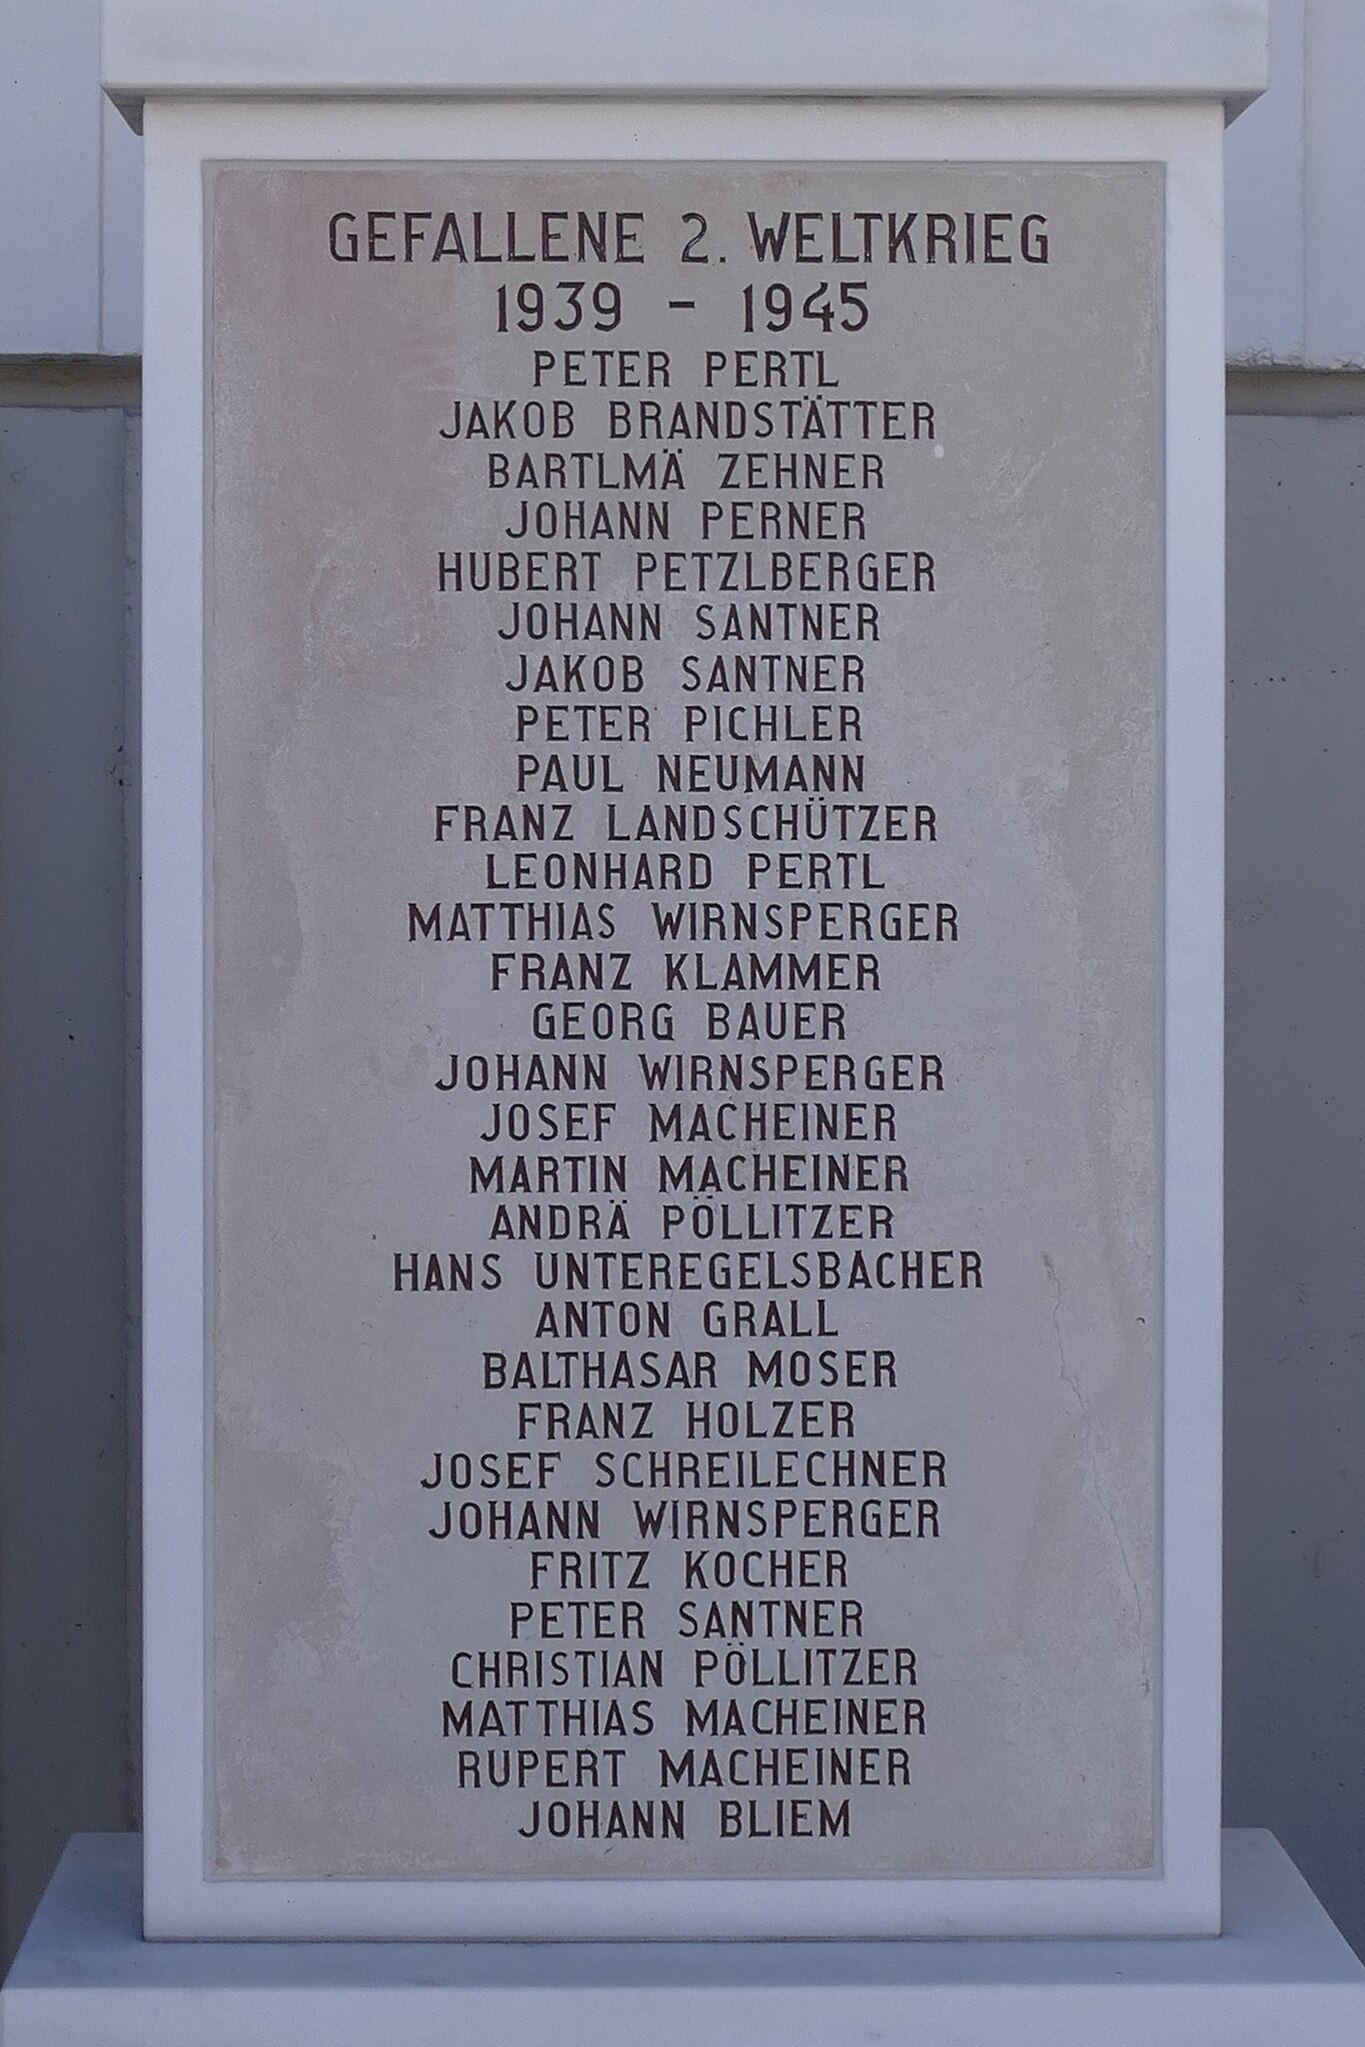 GEFALLENE 2. WELTKRIEG
1939 - 1945
PETER PERTL
JAKOB BRANDSTÄTTER
BARTLMÄ ZEHNER
JOHANN PERNER
HUBERT PETZLBERGER
JOHANN SANTNER
JAKOB SANTNER
PETER PICHLER
PAUL NEUMANN
FRANZ LANDSCHÜTZER
LEONHARD PERTL
MATTHIAS WIRNSPERGER
FRANZ KLAMMER
GEORG BAUER
JOHANN WIRNSPERGER
JOSEF MACHEINER
MARTIN MACHEINER
ANDRÄ PÖLLITZER
HANS UNTEREGELSBACHER
ANTON GRALL
BALTHASAR MOSER
FRANZ HOLZER
JOSEF SCHREILECHNER
JOHANN WIRNSPERGER
FRITZ KOCHER
PETER SANTNER
CHRISTIAN PÖLLITZER
MATTHIAS MACHEINER
RUPERT MACHEINER
JOHANN BLIEM